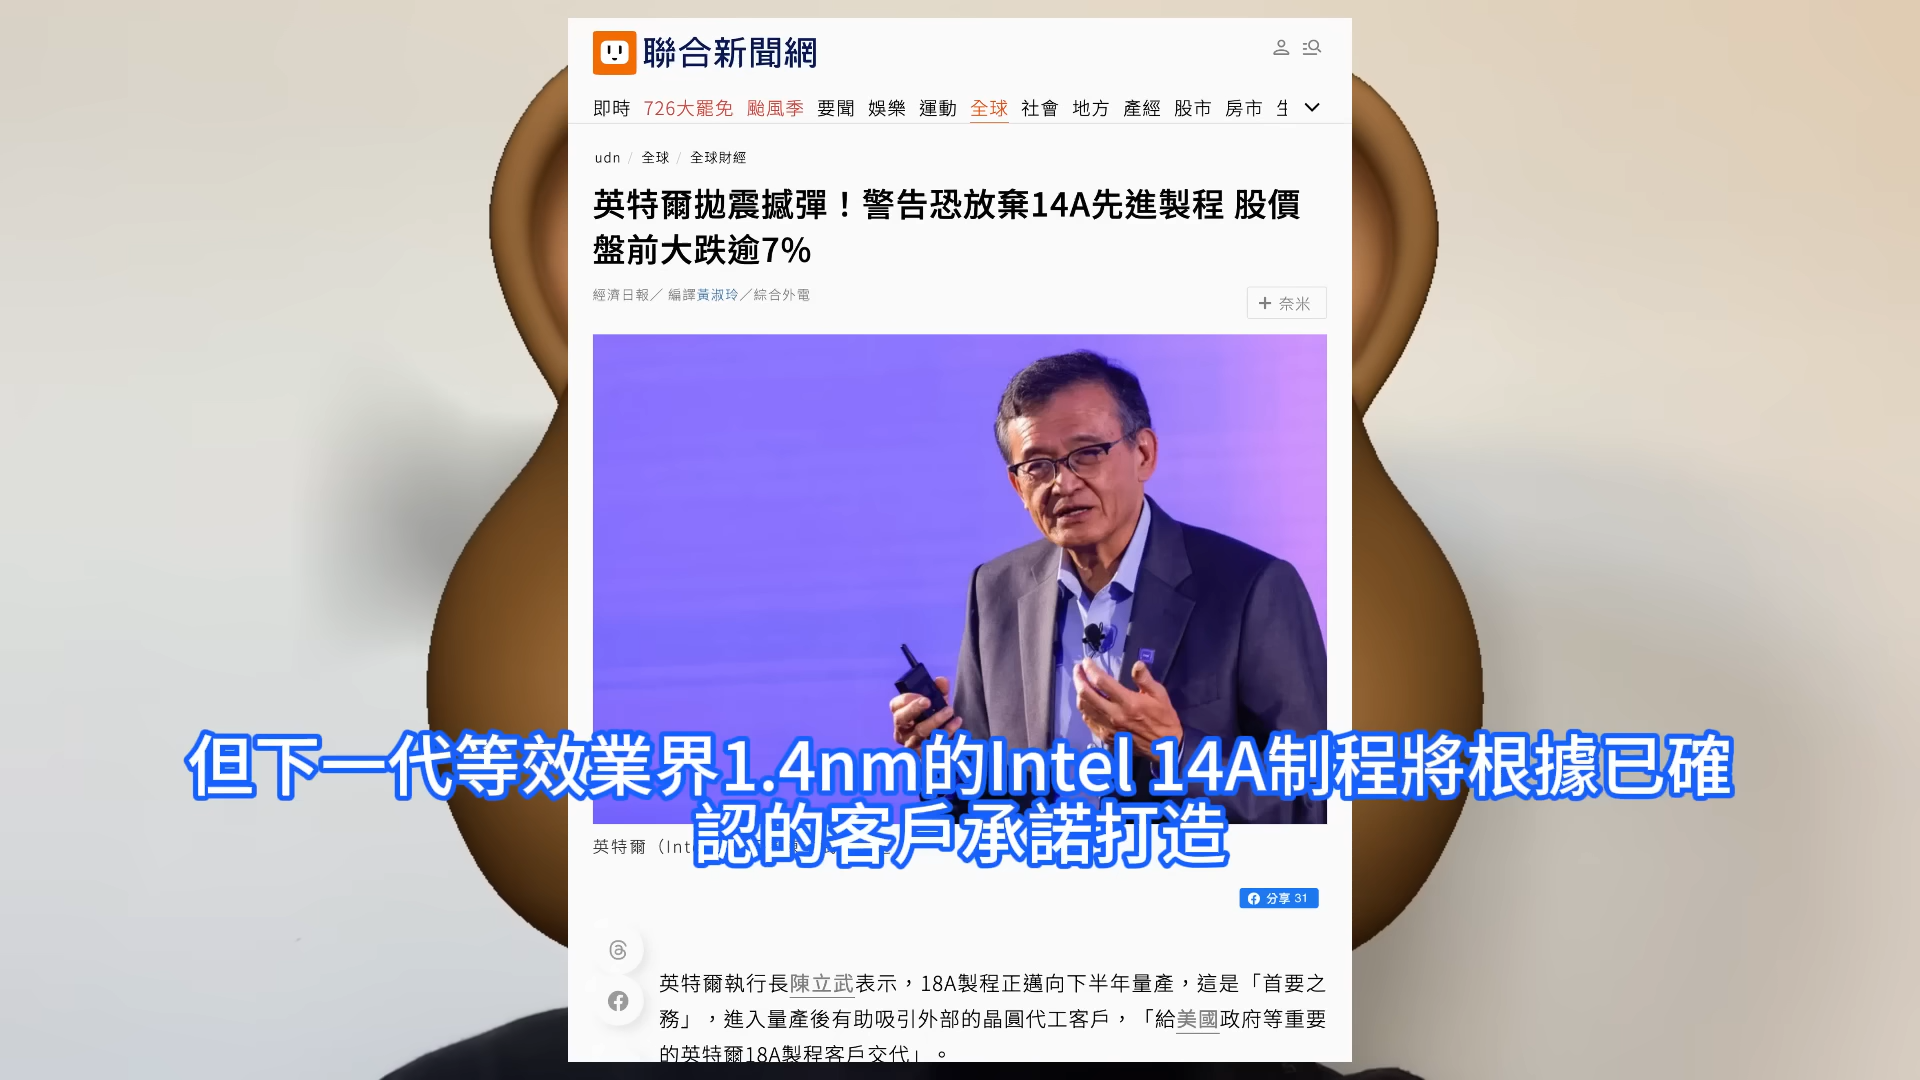 聯合新聞網
即時 726大罷免 颱風季 要聞 娛樂 運動 全球 社會 地方 產經 股市 房市
udn / 全球 / 全球財經
英特爾拋震撼彈！警告恐放棄14A先進製程 股價
盤前大跌逾7%
經濟日報／ 編譯黃淑玲／綜合外電
+ 奈米
但下一代等效業界1.4nm的Intel 14A制程將根據已確
認的客戶承諾打造
英特爾（Int
分享 31
英特爾執行長陳立武表示，18A製程正邁向下半年量產，這是「首要之
務」，進入量產後有助吸引外部的晶圓代工客戶，「給美國政府等重要
的英特爾18A製程客戶交代」。